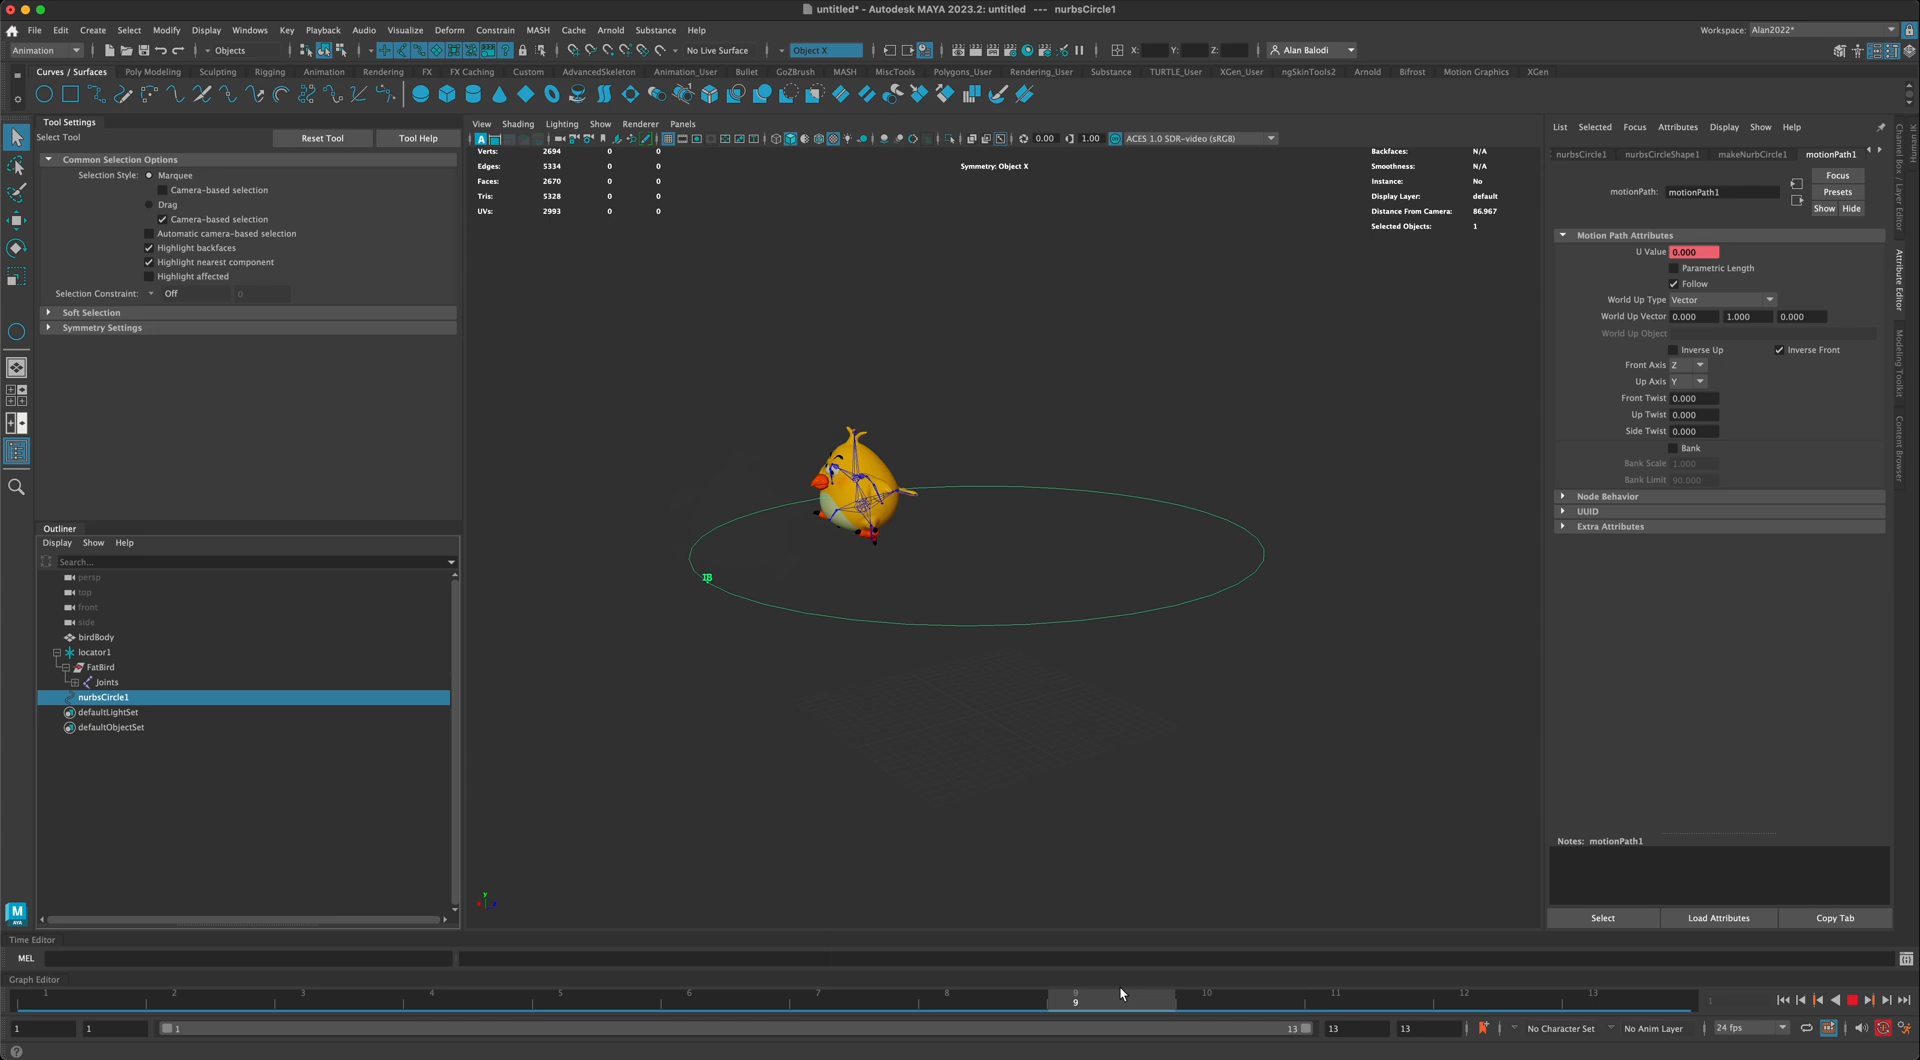 untitled* - Autodesk MAYA 2023.2: untitled --- nurbsCircle1
File Edit Create Select Modify Display Windows Key Playback Audio Visualize Deform Constrain MASH Cache Arnold Substance Help
Workspace: Alan2022*
Animation Objects No Live Surface Object X X: Y: Z: Alan Balodi
Curves / Surfaces Poly Modeling Sculpting Rigging Animation Rendering FX FX Caching Custom AdvancedSkeleton Animation_User Bullet GoZBrush MASH MiscTools Polygons_User Rendering_User Substance TURTLE_User XGen_User ngSkinTools2 Arnold Bifrost Motion Graphics XGen
Tool Settings
Select Tool Reset Tool Tool Help
Common Selection Options
Selection Style: Marquee
Camera-based selection
Drag
Camera-based selection
Automatic camera-based selection
Highlight backfaces
Highlight nearest component
Highlight affected
Selection Constraint: Off 0
Soft Selection
Symmetry Settings
Outliner
Display Show Help
Search...
persp
top
front
side
birdBody
locator1
FatBird
Joints
nurbsCircle1
defaultLightSet
defaultObjectSet
View Shading Lighting Show Renderer Panels
0.00 1.00 ACES 1.0 SDR-video (sRGB)
Verts: 2694 0 0
Edges: 5334 0 0
Faces: 2670 0 0
Tris: 5328 0 0
UVs: 2993 0 0
Symmetry: Object X
Backfaces: N/A
Smoothness: N/A
Instance: No
Display Layer: default
Distance From Camera: 86.967
Selected Objects: 1
y
List Selected Focus Attributes Display Show Help
nurbsCircle1 nurbsCircleShape1 makeNurbCircle1 motionPath1
motionPath: motionPath1
Focus
Presets
Show Hide
Motion Path Attributes
U Value 0.000
Parametric Length
Follow
World Up Type Vector
World Up Vector 0.000 1.000 0.000
World Up Object
Inverse Up Inverse Front
Front Axis Z
Up Axis Y
Front Twist 0.000
Up Twist 0.000
Side Twist 0.000
Bank
Bank Scale 1.000
Bank Limit 90.000
Node Behavior
UUID
Extra Attributes
Notes: motionPath1
Select Load Attributes Copy Tab
Channel Box / Layer Editor
Attribute Editor
Modeling Toolkit
Content Browser
M
AYA
Time Editor
MEL
Graph Editor
1 2 3 4 5 6 7 8 9 10 11 12 13
9
1
1 1 1 13 13 13 No Character Set No Anim Layer 24 fps